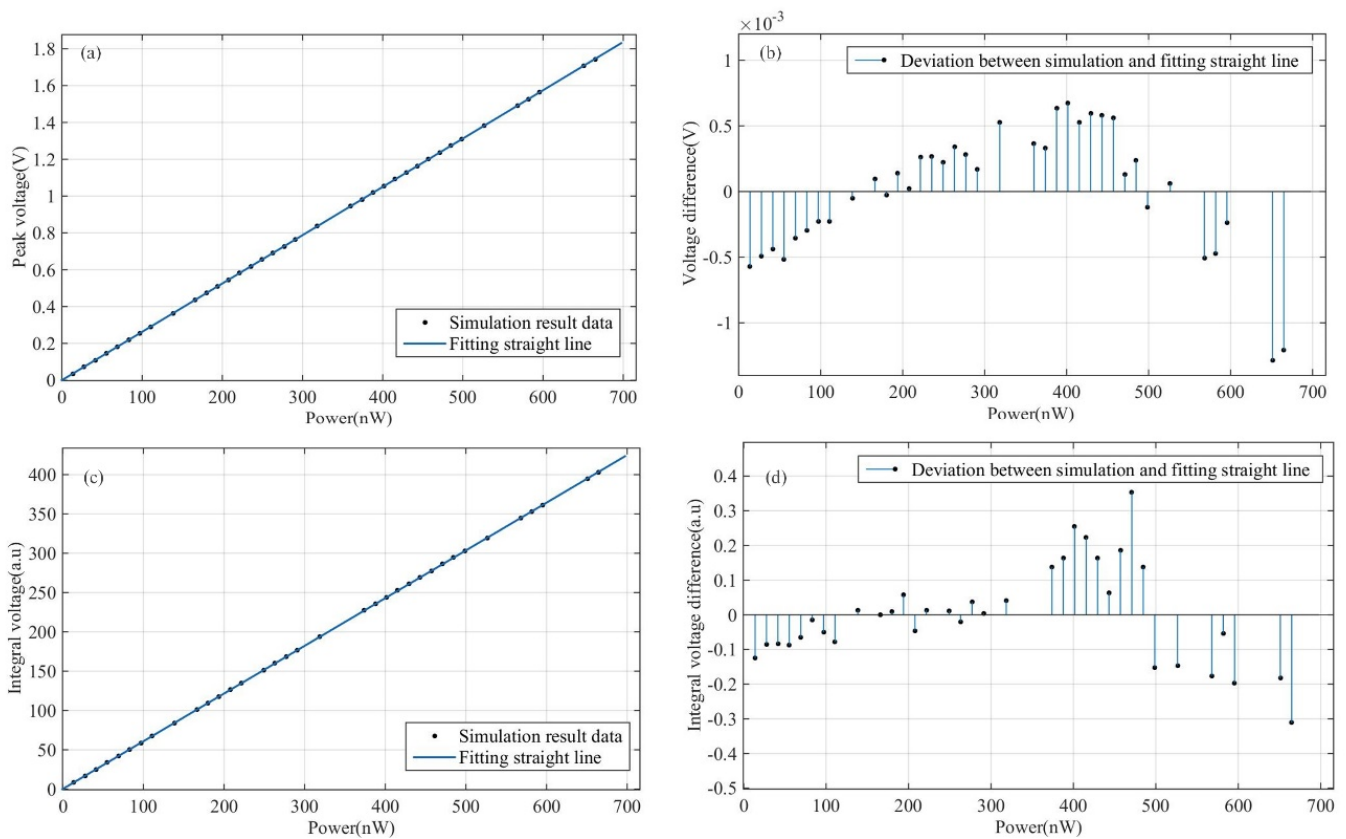 (a)
1.8
1.6
1.4
1.2
1
0.8
0.6
0.4
0.2
0
Peak voltage(V)
Simulation result data
Fitting straight line
0 100 200 300 400 500 600 700
Power(nW)
×10⁻³
(b)
Deviation between simulation and fitting straight line
1
0.5
0
-0.5
-1
Voltage difference(V)
0 100 200 300 400 500 600 700
Power(nW)
(c)
400
350
300
250
200
150
100
50
0
Integral voltage(a.u)
Simulation result data
Fitting straight line
0 100 200 300 400 500 600 700
Power(nW)
(d)
Deviation between simulation and fitting straight line
0.4
0.3
0.2
0.1
0
-0.1
-0.2
-0.3
-0.4
-0.5
Integral voltage difference(a.u)
0 100 200 300 400 500 600 700
Power(nW)